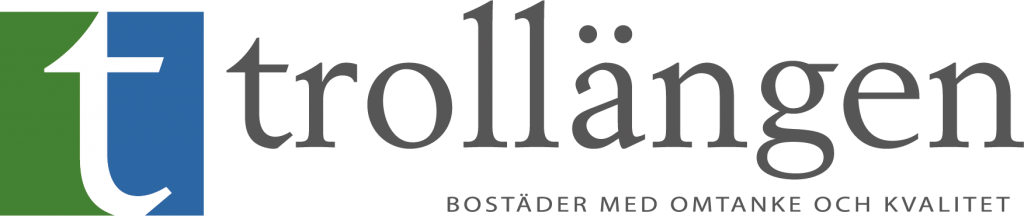 t trollängen
BOSTÄDER MED OMTANKE OCH KVALITET